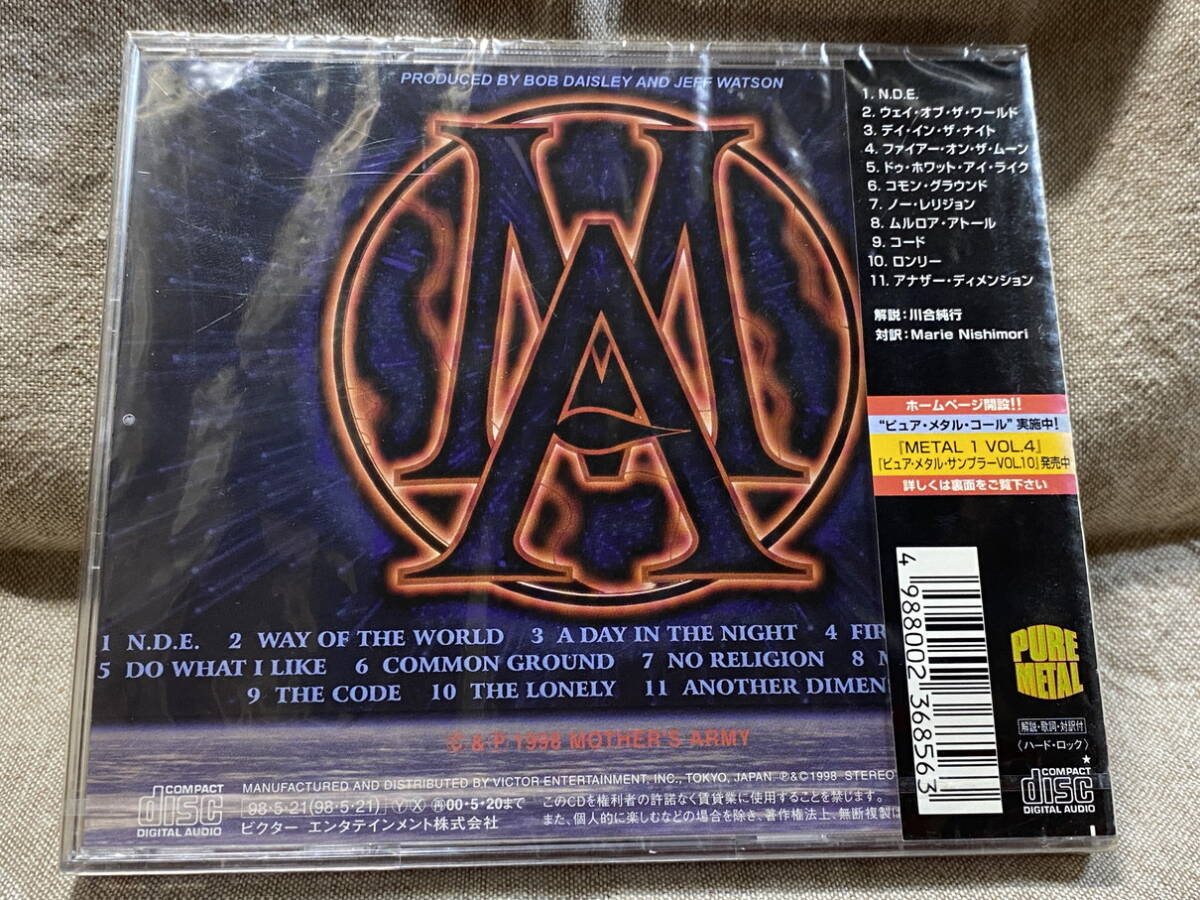 PRODUCED BY BOB DAISLEY AND JEFF WATSON
1 N.D.E. 2 WAY OF THE WORLD 3 A DAY IN THE NIGHT 4 FIR
5 DO WHAT I LIKE 6 COMMON GROUND 7 NO RELIGION 8
9 THE CODE 10 THE LONELY 11 ANOTHER DIMEN
© & P 1998 MOTHER'S ARMY
MANUFACTURED AND DISTRIBUTED BY VICTOR ENTERTAINMENT, INC., TOKYO, JAPAN. ℗&©1998 STEREO
COMPACT
disc
DIGITAL AUDIO
98・5・21(98・5・21) Y X 再00・5・20まで
ビクター エンタテインメント株式会社
このCDを権利者の許諾なく賃貸業に使用することを禁じます。
また、個人的に楽しむなどの場合を除き、著作権法上、無断複製は
1. N.D.E.
2. ウェイ・オブ・ザ・ワールド
3. デイ・イン・ザ・ナイト
4. ファイアー・オン・ザ・ムーン
5. ドゥ・ホワット・アイ・ライク
6. コモン・グラウンド
7. ノー・レリジョン
8. ムルロア・アトール
9. コード
10. ロンリー
11. アナザー・ディメンション
解説：川合純行
対訳：Marie Nishimori
ホームページ開設!!
“ピュア・メタル・コール”実施中!
『METAL 1 VOL.4』
『ピュア・メタル・サンプラーVOL.10』発売中
詳しくは裏面をご覧下さい
4 988002 368563
PURE
METAL
解説・歌詞・対訳付
〈ハード・ロック〉
★
COMPACT
disc
DIGITAL AUDIO